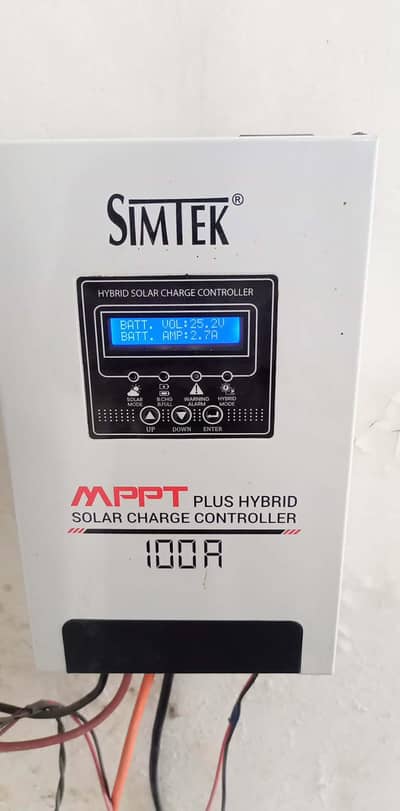 SIMTEK®
HYBRID SOLAR CHARGE CONTROLLER
BATT. VOL:25.2V
BATT. AMP:2.7A
SOLAR MODE
B.CHG B.FULL
WARNING ALARM
HYBRID MODE
UP DOWN ENTER
MPPT PLUS HYBRID
SOLAR CHARGE CONTROLLER
100A